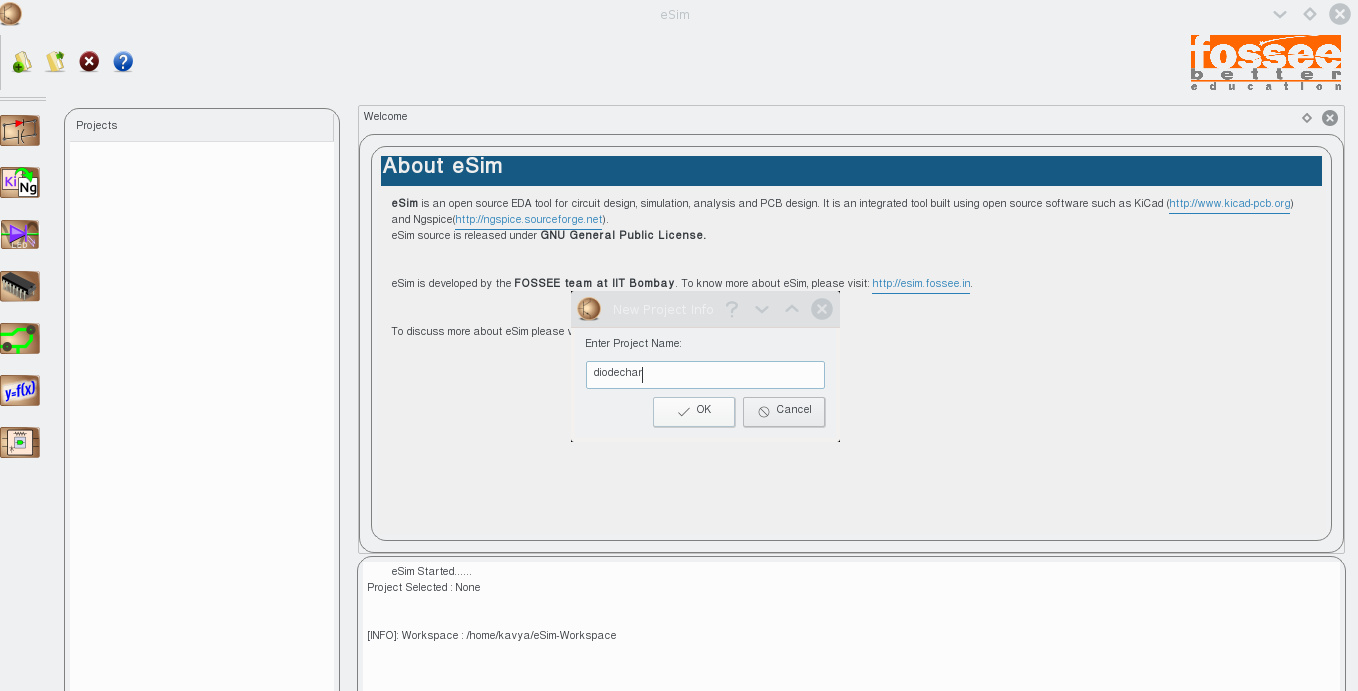 eSim
fossee
better
education
Projects
Welcome
About eSim
eSim is an open source EDA tool for circuit design, simulation, analysis and PCB design. It is an integrated tool built using open source software such as KiCad (http://www.kicad-pcb.org)
and Ngspice(http://ngspice.sourceforge.net).
eSim source is released under GNU General Public License.
eSim is developed by the FOSSEE team at IIT Bombay. To know more about eSim, please visit: http://esim.fossee.in.
To discuss more about eSim please v
New Project Info
Enter Project Name:
diodechar
OK
Cancel
Ki
Ng
LED
y=f(x)
eSim Started......
Project Selected : None
[INFO]: Workspace : /home/kavya/eSim-Workspace